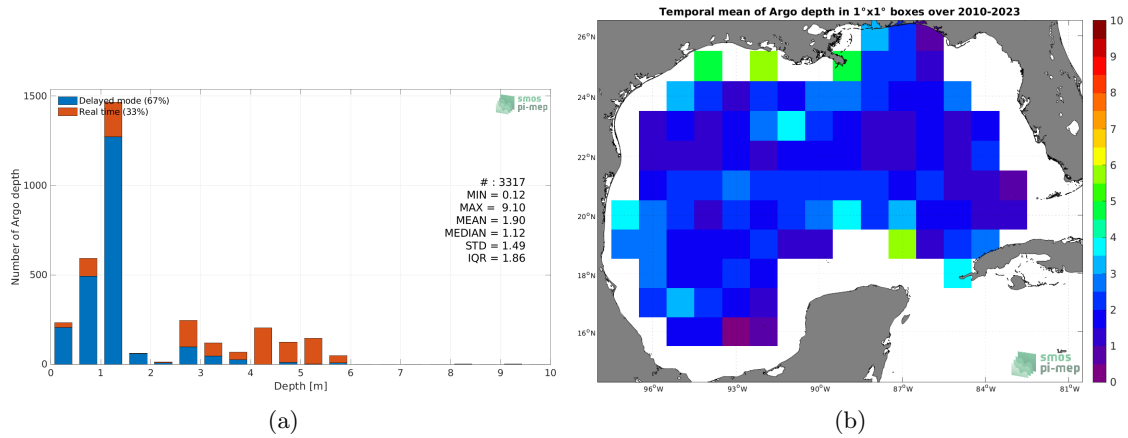 Delayed mode (67%)
Real time (33%)
smos
pi-mep
# : 3317
MIN = 0.12
MAX = 9.10
MEAN = 1.90
MEDIAN = 1.12
STD = 1.49
IQR = 1.86
Number of Argo depth
1500
1000
500
0
0 1 2 3 4 5 6 7 8 9 10
Depth [m]
(a)
Temporal mean of Argo depth in 1°x1° boxes over 2010-2023
26°N
24°N
22°N
20°N
18°N
16°N
96°W 93°W 90°W 87°W 84°W 81°W
smos
pi-mep
10
9
8
7
6
5
4
3
2
1
0
(b)